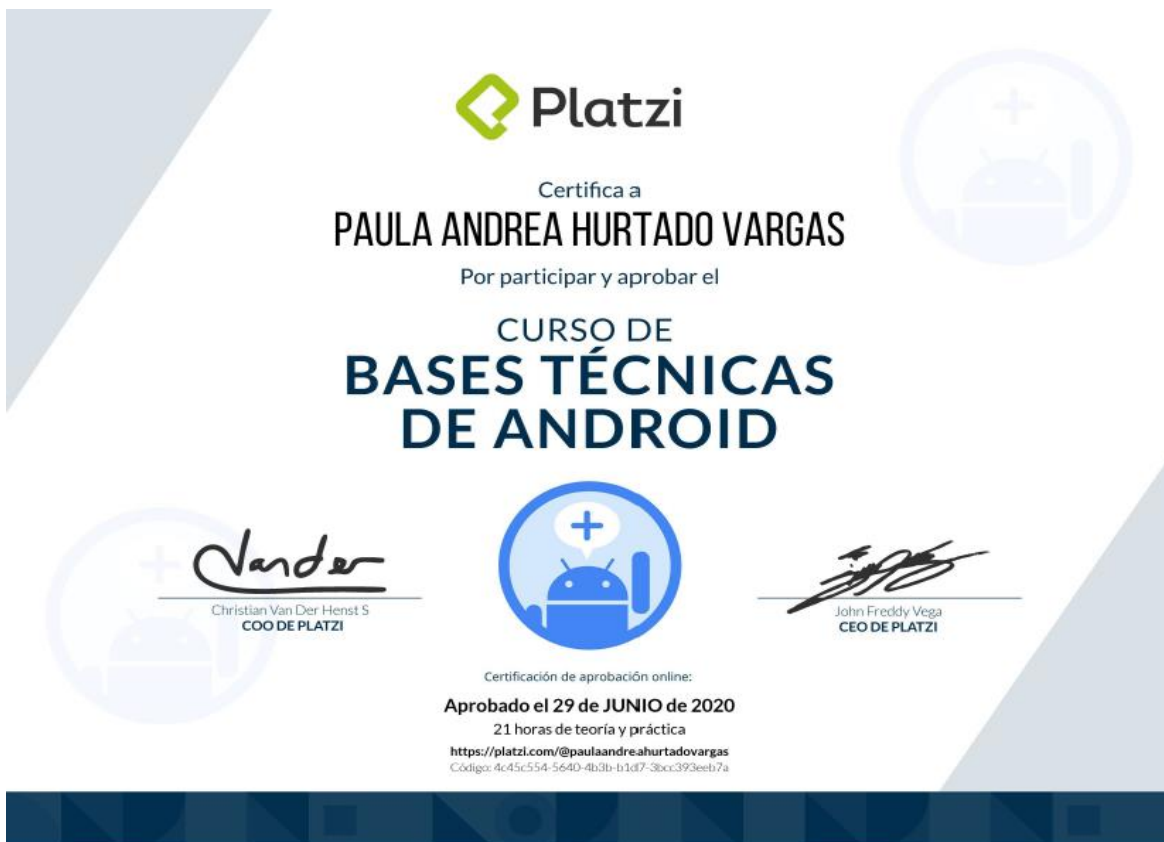 Platzi
Certifica a
PAULA ANDREA HURTADO VARGAS
Por participar y aprobar el
CURSO DE
BASES TÉCNICAS
DE ANDROID
Vander
Christian Van Der Henst S
COO DE PLATZI
John Freddy Vega
CEO DE PLATZI
Certificación de aprobación online:
Aprobado el 29 de JUNIO de 2020
21 horas de teoría y práctica
https://platzi.com/@paulaandreahurtadovargas
Código: 4c45c554-5640-4b3b-b1d7-3bcc393eeb7a